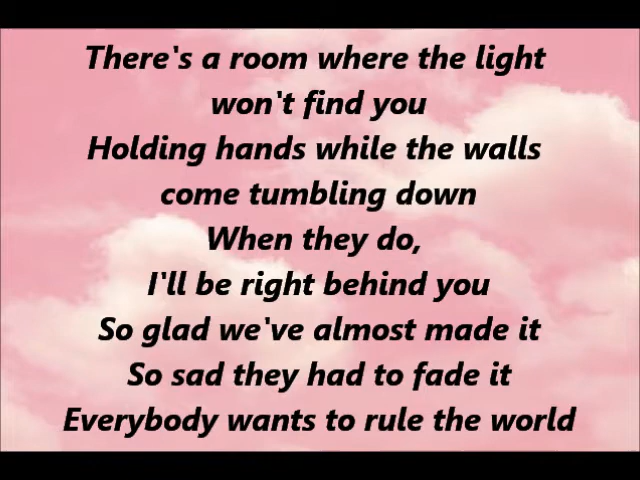 There's a room where the light
won't find you
Holding hands while the walls
come tumbling down
When they do,
I'll be right behind you
So glad we've almost made it
So sad they had to fade it
Everybody wants to rule the world